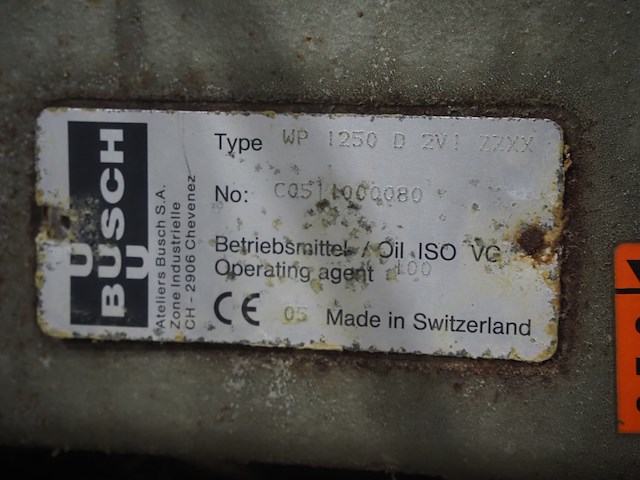 BUSCH
Ateliers Busch S.A.
Zone Industrielle
CH - 2906 Chevenez
Type WP 1250 D 2V1 ZZXX
No: C0511000080
Betriebsmittel / Oil ISO VG
Operating agent 100
CE 05 Made in Switzerland